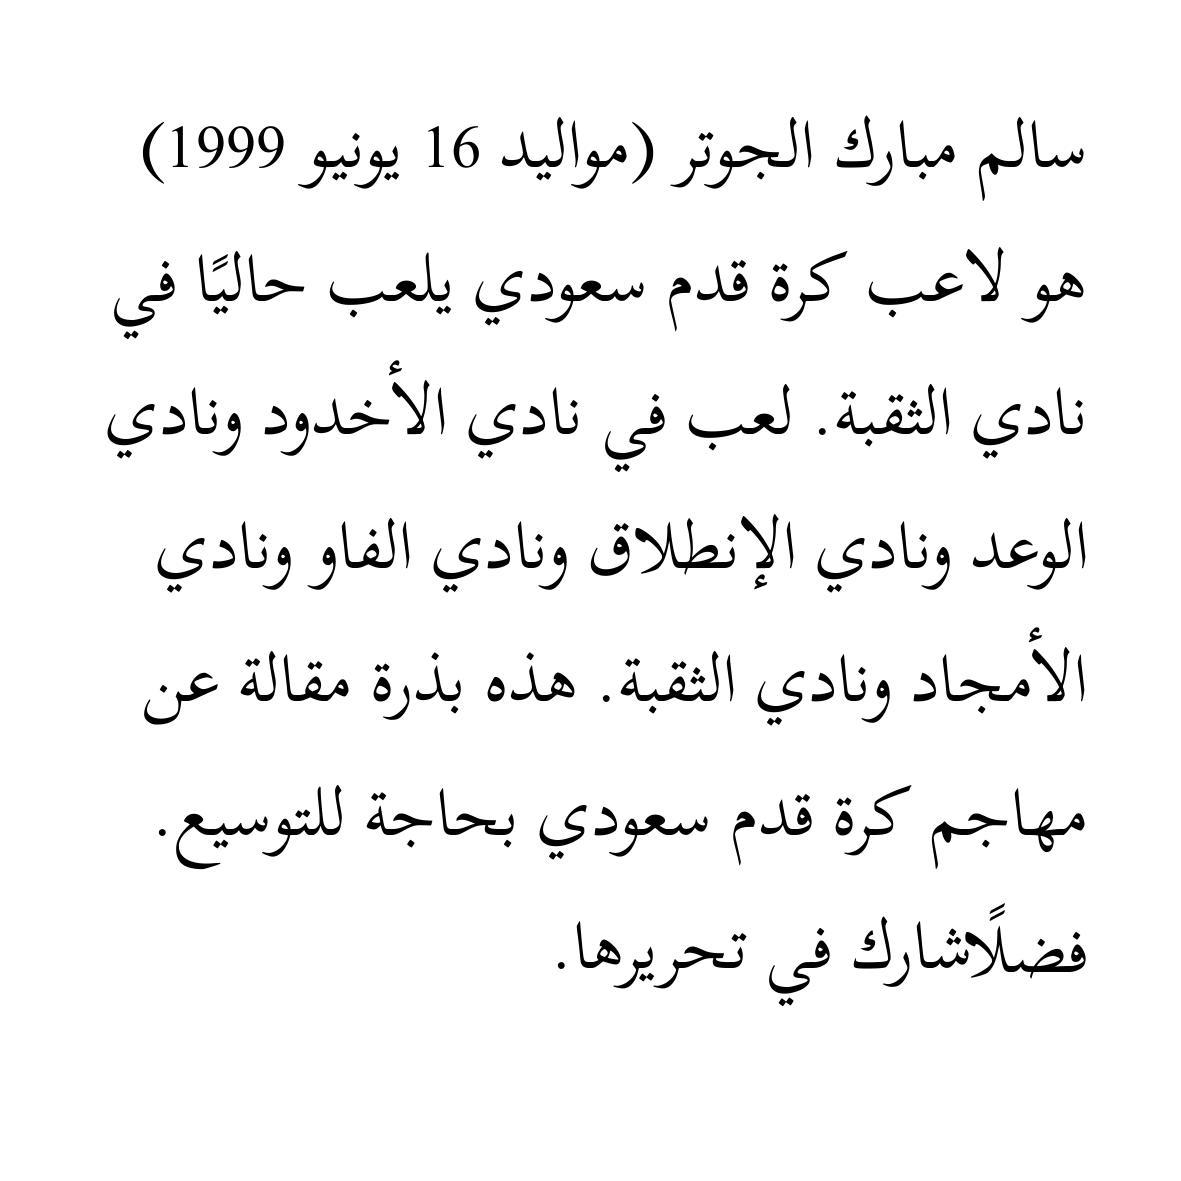 سالم مبارك الجوتر (مواليد 16 يونيو 1999)
هو لاعب كرة قدم سعودي يلعب حاليًا في
نادي الثقبة. لعب في نادي الأخدود ونادي
الوعد ونادي الإنطلاق ونادي الفاو ونادي
الأمجاد ونادي الثقبة. هذه بذرة مقالة عن
مهاجم كرة قدم سعودي بحاجة للتوسيع.
فضلًاشارك في تحريرها.